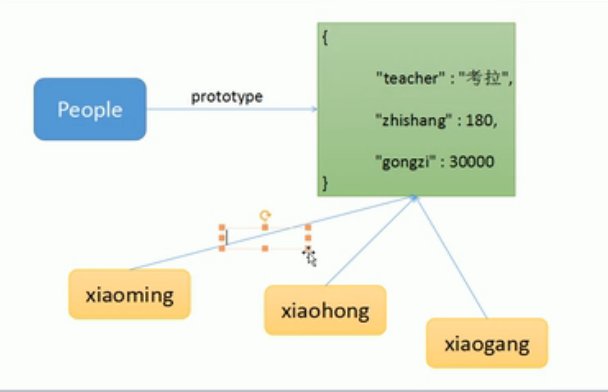 {
"teacher" : "考拉",
People
prototype
"zhishang" : 180,
"gongzi" : 30000
}
xiaoming
xiaohong
xiaogang